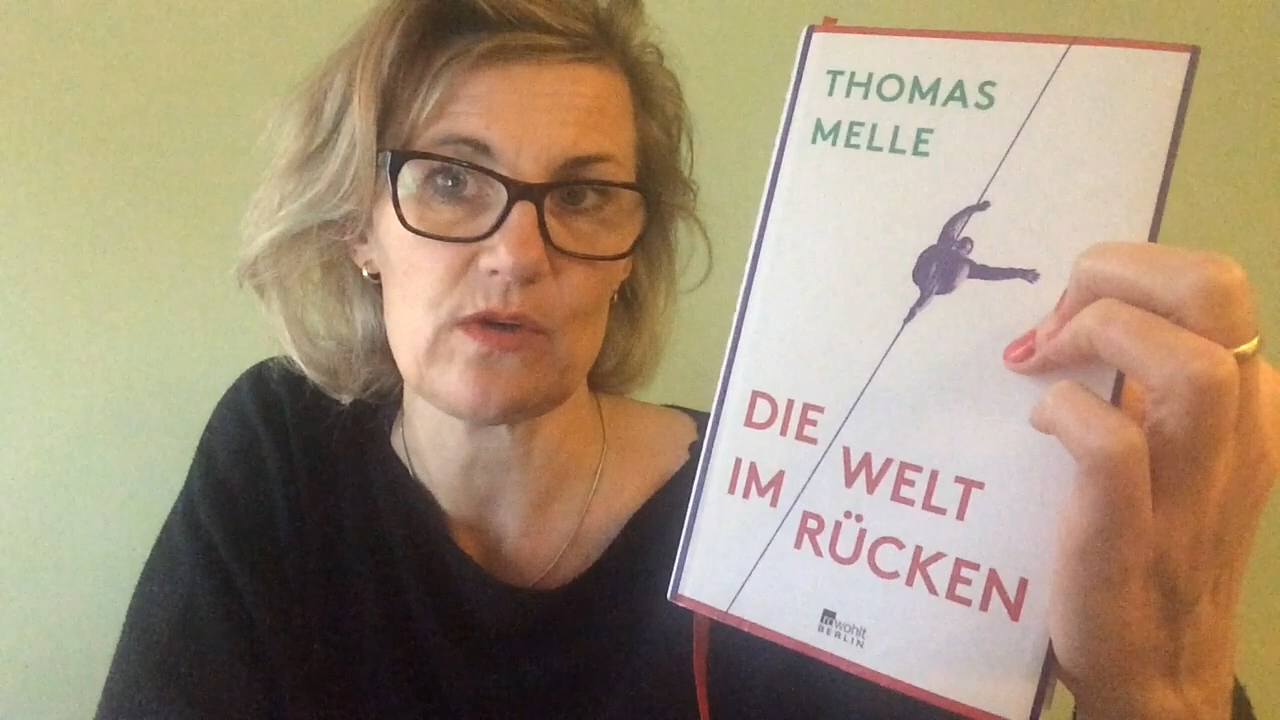 THOMAS
MELLE
DIE WELT
IM RÜCKEN
rowohlt
BERLIN